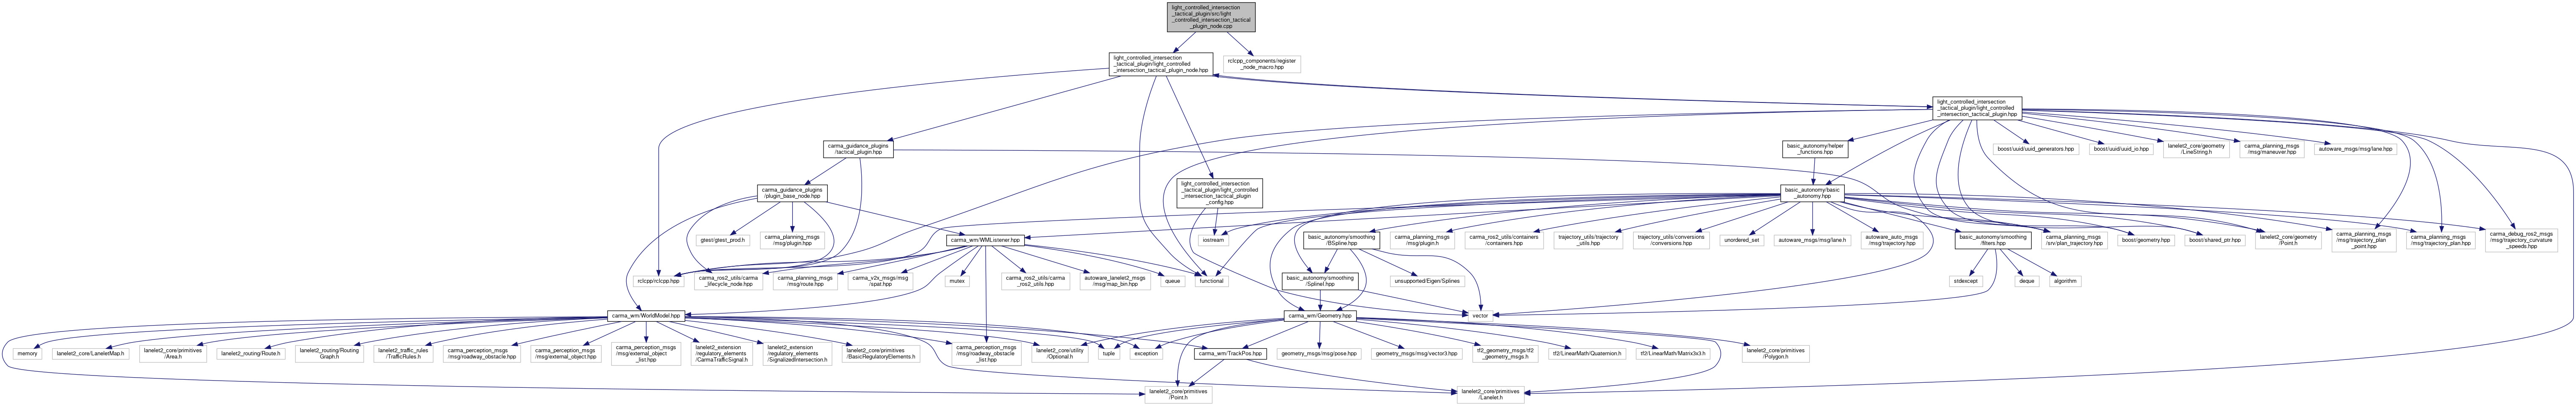 light_controlled_intersection
_tactical_plugin/src/light
_controlled_intersection_tactical
_plugin_node.cpp
light_controlled_intersection
_tactical_plugin/light_controlled
_intersection_tactical_plugin_node.hpp
rclcpp_components/register
_node_macro.hpp
light_controlled_intersection
_tactical_plugin/light_controlled
_intersection_tactical_plugin.hpp
carma_guidance_plugins
/tactical_plugin.hpp
basic_autonomy/helper
_functions.hpp
boost/uuid/uuid_generators.hpp
boost/uuid/uuid_io.hpp
lanelet2_core/geometry
/LineString.h
carma_planning_msgs
/msg/maneuver.hpp
autoware_msgs/msg/lane.hpp
carma_guidance_plugins
/plugin_base_node.hpp
light_controlled_intersection
_tactical_plugin/light_controlled
_intersection_tactical_plugin
_config.hpp
basic_autonomy/basic
_autonomy.hpp
gtest/gtest_prod.h
carma_planning_msgs
/msg/plugin.hpp
carma_wm/WMListener.hpp
iostream
basic_autonomy/smoothing
/BSpline.hpp
carma_planning_msgs
/msg/plugin.h
carma_ros2_utils/containers
/containers.hpp
trajectory_utils/trajectory
_utils.hpp
trajectory_utils/conversions
/conversions.hpp
unordered_set
autoware_msgs/msg/lane.h
autoware_auto_msgs
/msg/trajectory.hpp
basic_autonomy/smoothing
/filters.hpp
carma_planning_msgs
/srv/plan_trajectory.hpp
boost/geometry.hpp
boost/shared_ptr.hpp
lanelet2_core/geometry
/Point.h
carma_planning_msgs
/msg/trajectory_plan
_point.hpp
carma_planning_msgs
/msg/trajectory_plan.hpp
carma_debug_ros2_msgs
/msg/trajectory_curvature
_speeds.hpp
rclcpp/rclcpp.hpp
carma_ros2_utils/carma
_lifecycle_node.hpp
carma_planning_msgs
/msg/route.hpp
carma_v2x_msgs/msg
/spat.hpp
mutex
carma_ros2_utils/carma
_ros2_utils.hpp
autoware_lanelet2_msgs
/msg/map_bin.hpp
queue
functional
basic_autonomy/smoothing
/SplineI.hpp
unsupported/Eigen/Splines
stdexcept
deque
algorithm
carma_wm/WorldModel.hpp
carma_wm/Geometry.hpp
vector
memory
lanelet2_core/LaneletMap.h
lanelet2_core/primitives
/Area.h
lanelet2_routing/Route.h
lanelet2_routing/Routing
Graph.h
lanelet2_traffic_rules
/TrafficRules.h
carma_perception_msgs
/msg/roadway_obstacle.hpp
carma_perception_msgs
/msg/external_object.hpp
carma_perception_msgs
/msg/external_object
_list.hpp
lanelet2_extension
/regulatory_elements
/CarmaTrafficSignal.h
lanelet2_extension
/regulatory_elements
/SignalizedIntersection.h
lanelet2_core/primitives
/BasicRegulatoryElements.h
carma_perception_msgs
/msg/roadway_obstacle
_list.hpp
lanelet2_core/utility
/Optional.h
tuple
exception
carma_wm/TrackPos.hpp
geometry_msgs/msg/pose.hpp
geometry_msgs/msg/vector3.hpp
tf2_geometry_msgs/tf2
_geometry_msgs.h
tf2/LinearMath/Quaternion.h
tf2/LinearMath/Matrix3x3.h
lanelet2_core/primitives
/Polygon.h
lanelet2_core/primitives
/Point.h
lanelet2_core/primitives
/Lanelet.h